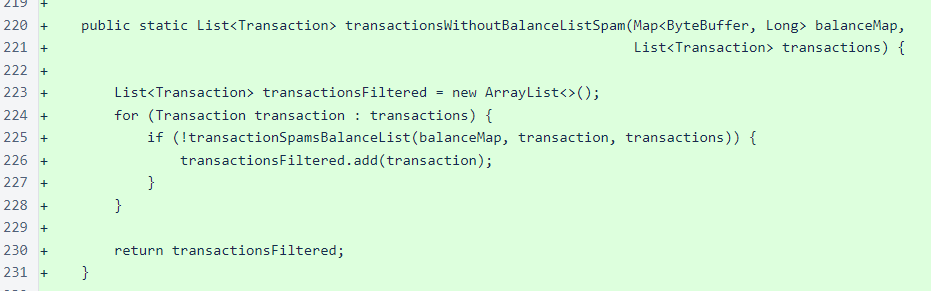 219 +
220 +    public static List<Transaction> transactionsWithoutBalanceListSpam(Map<ByteBuffer, Long> balanceMap,
221 +                                                                       List<Transaction> transactions) {
222 +
223 +        List<Transaction> transactionsFiltered = new ArrayList<>();
224 +        for (Transaction transaction : transactions) {
225 +            if (!transactionSpamsBalanceList(balanceMap, transaction, transactions)) {
226 +                transactionsFiltered.add(transaction);
227 +            }
228 +        }
229 +
230 +        return transactionsFiltered;
231 +    }